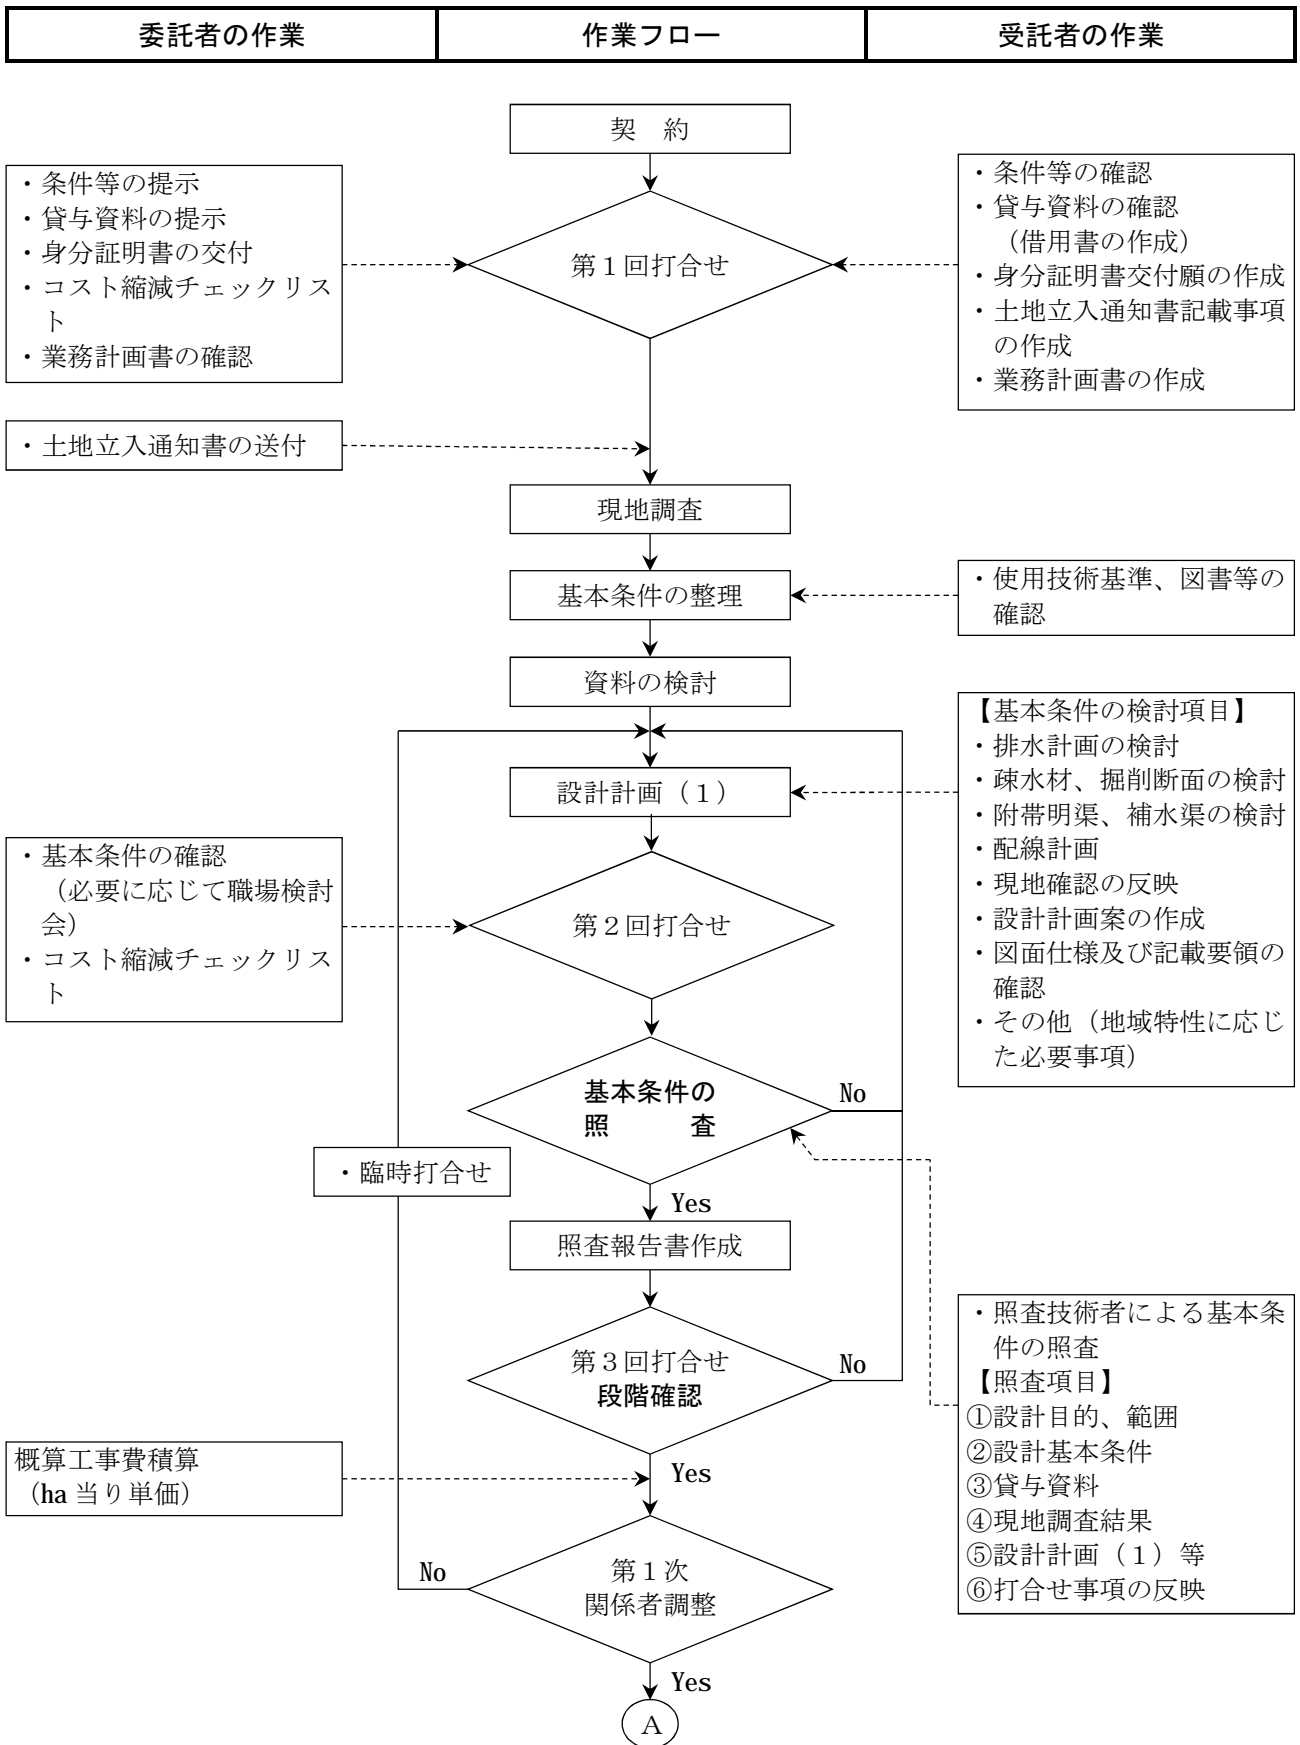 委託者の作業
作業フロー
受託者の作業
契　約
・条件等の提示
・貸与資料の提示
・身分証明書の交付
・コスト縮減チェックリス
ト
・業務計画書の確認
第１回打合せ
・条件等の確認
・貸与資料の確認
（借用書の作成）
・身分証明書交付願の作成
・土地立入通知書記載事項
の作成
・業務計画書の作成
・土地立入通知書の送付
現地調査
基本条件の整理
・使用技術基準、図書等の
確認
資料の検討
設計計画（１）
【基本条件の検討項目】
・排水計画の検討
・疎水材、掘削断面の検討
・附帯明渠、補水渠の検討
・配線計画
・現地確認の反映
・設計計画案の作成
・図面仕様及び記載要領の
確認
・その他（地域特性に応じ
た必要事項）
・基本条件の確認
（必要に応じて職場検討
会）
・コスト縮減チェックリス
ト
第２回打合せ
基本条件の
照　　査
No
・臨時打合せ
Yes
照査報告書作成
第３回打合せ
段階確認
No
・照査技術者による基本条
件の照査
【照査項目】
①設計目的、範囲
②設計基本条件
③貸与資料
④現地調査結果
⑤設計計画（１）等
⑥打合せ事項の反映
概算工事費積算
（ha 当り単価）
Yes
No
第１次
関係者調整
Yes
A